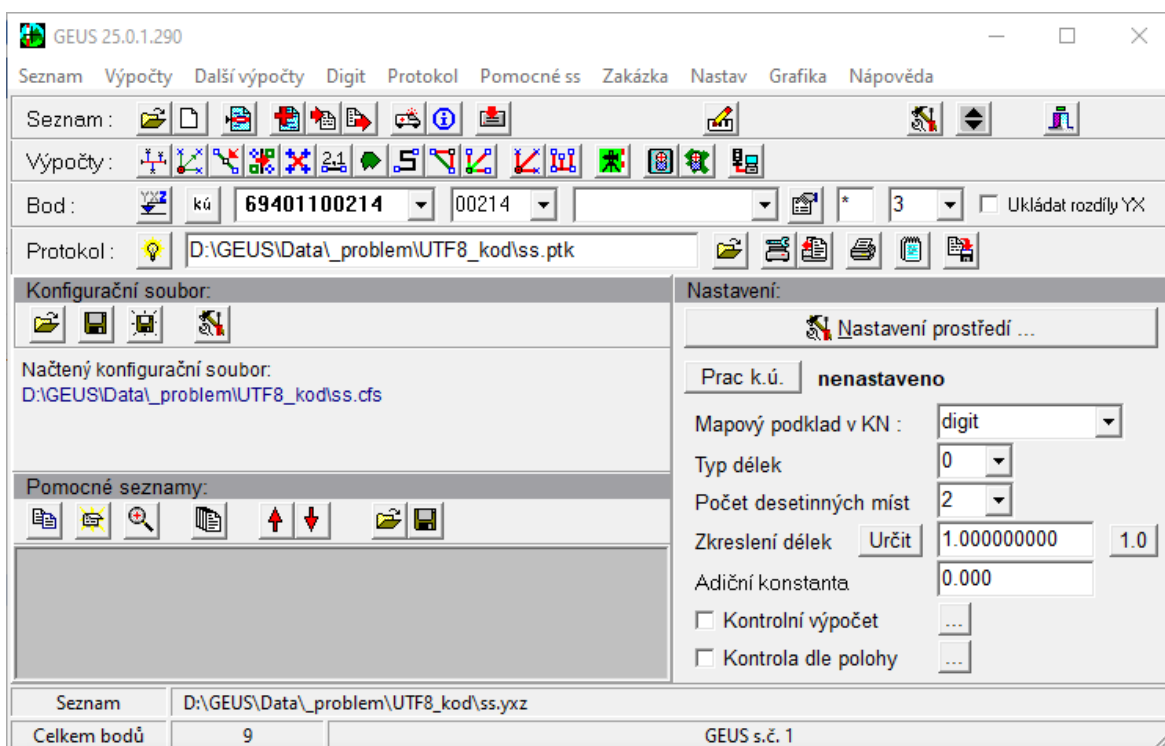 GEUS 25.0.1.290
Seznam Výpočty Další výpočty Digit Protokol Pomocné ss Zakázka Nastav Grafika Nápověda
Seznam :
Výpočty : 2.1
Bod : YXZ kú 69401100214 00214 * 3 Ukládat rozdíly YX
Protokol : D:\GEUS\Data\_problem\UTF8_kod\ss.ptk
Konfigurační soubor:
Načtený konfigurační soubor:
D:\GEUS\Data\_problem\UTF8_kod\ss.cfs
Pomocné seznamy:
Nastavení:
Nastavení prostředí ...
Prac k.ú. nenastaveno
Mapový podklad v KN : digit
Typ délek 0
Počet desetinných míst 2
Zkreslení délek Určit 1.000000000 1.0
Adiční konstanta 0.000
Kontrolní výpočet ...
Kontrola dle polohy ...
Seznam D:\GEUS\Data\_problem\UTF8_kod\ss.yxz
Celkem bodů 9 GEUS s.č. 1